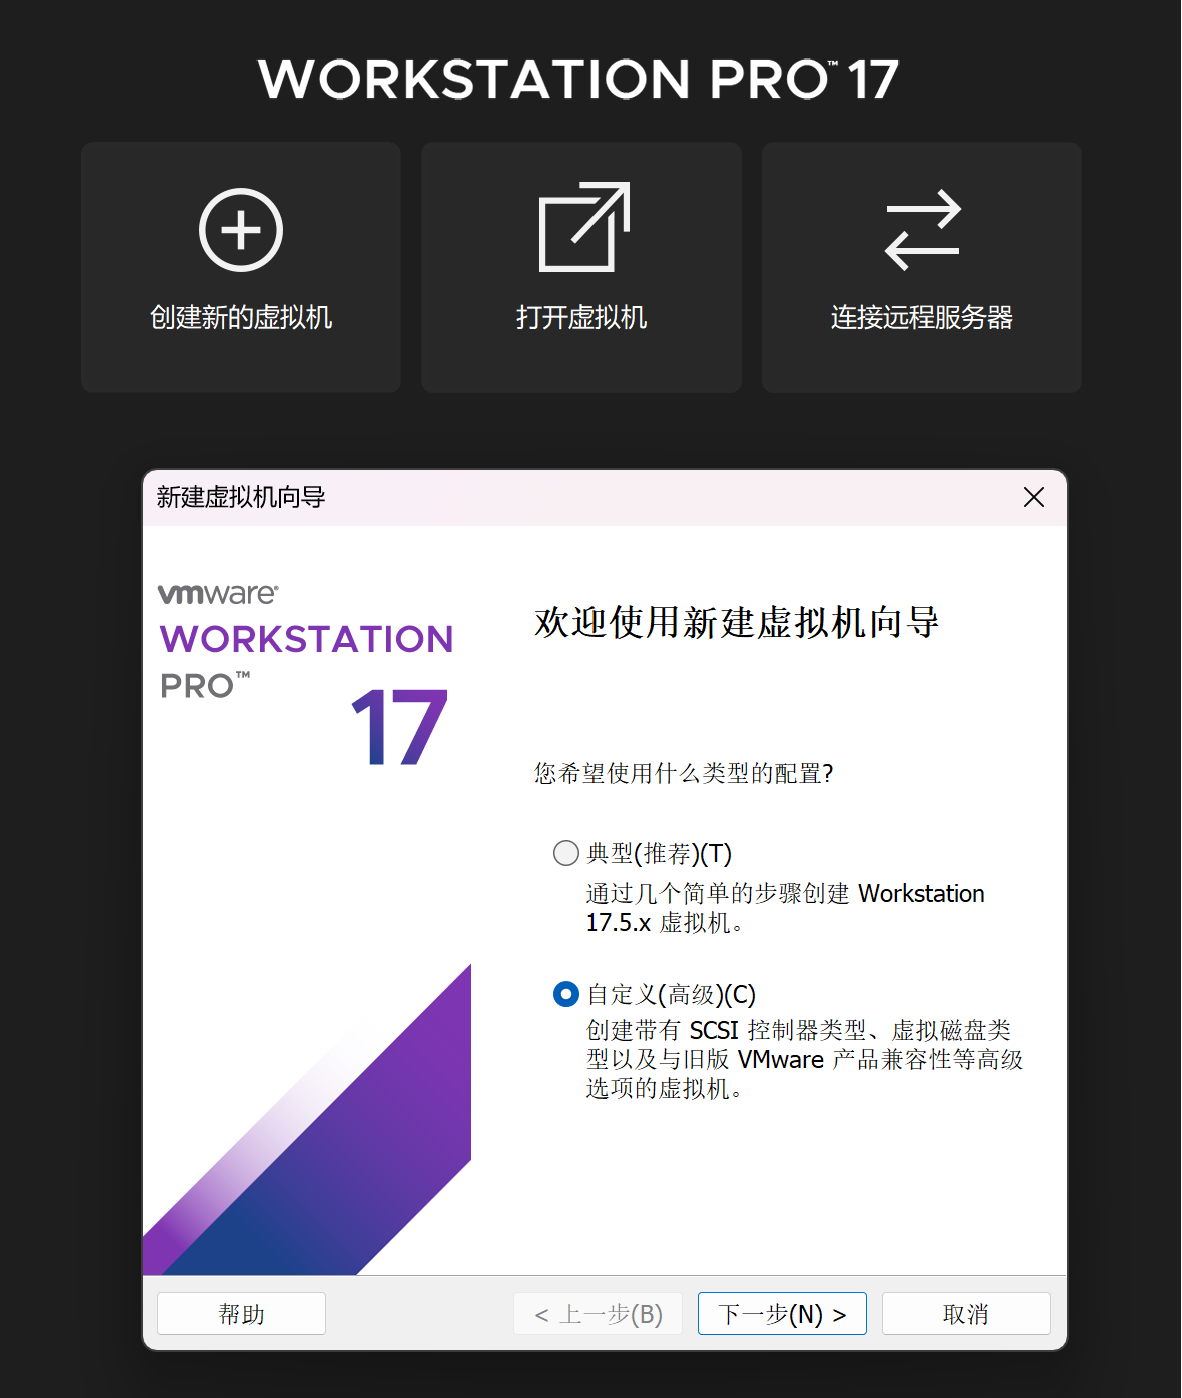 WORKSTATION PRO™ 17
创建新的虚拟机
打开虚拟机
连接远程服务器
新建虚拟机向导
vmware®
WORKSTATION
PRO™
17
欢迎使用新建虚拟机向导
您希望使用什么类型的配置?
典型(推荐)(T)
通过几个简单的步骤创建 Workstation
17.5.x 虚拟机。
自定义(高级)(C)
创建带有 SCSI 控制器类型、虚拟磁盘类
型以及与旧版 VMware 产品兼容性等高级
选项的虚拟机。
帮助
< 上一步(B)
下一步(N) >
取消